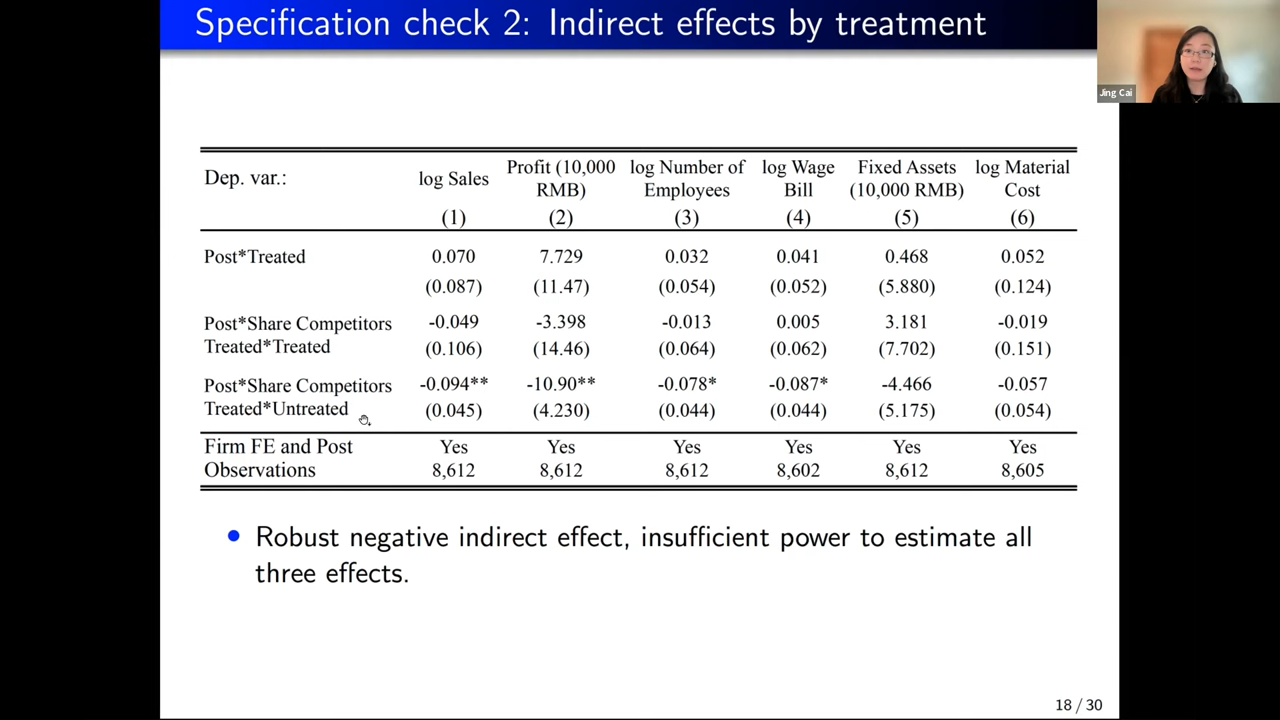 Specification check 2: Indirect effects by treatment
Jing Cai
Dep. var.: log Sales Profit (10,000 RMB) log Number of Employees log Wage Bill Fixed Assets (10,000 RMB) log Material Cost
(1) (2) (3) (4) (5) (6)
Post*Treated 0.070 7.729 0.032 0.041 0.468 0.052
(0.087) (11.47) (0.054) (0.052) (5.880) (0.124)
Post*Share Competitors -0.049 -3.398 -0.013 0.005 3.181 -0.019
Treated*Treated (0.106) (14.46) (0.064) (0.062) (7.702) (0.151)
Post*Share Competitors -0.094** -10.90** -0.078* -0.087* -4.466 -0.057
Treated*Untreated (0.045) (4.230) (0.044) (0.044) (5.175) (0.054)
Firm FE and Post Yes Yes Yes Yes Yes Yes
Observations 8,612 8,612 8,612 8,602 8,612 8,605
Robust negative indirect effect, insufficient power to estimate all
three effects.
18 / 30